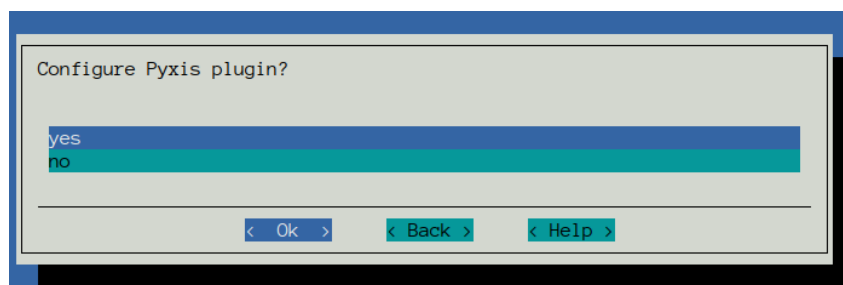 Configure Pyxis plugin?
yes
no
< Ok > < Back > < Help >